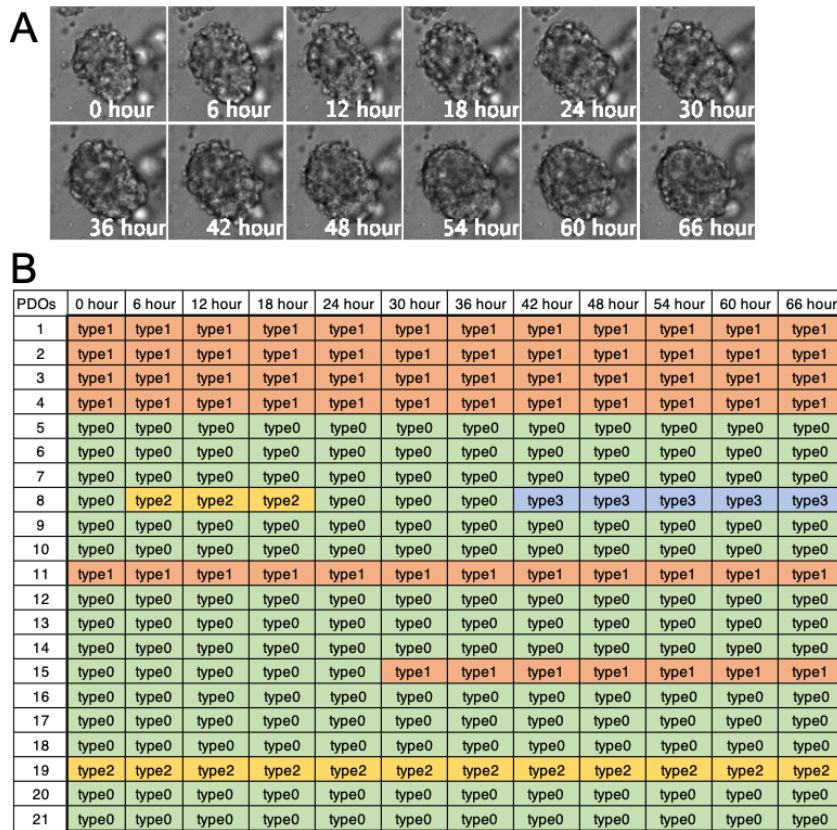 A
0 hour 6 hour 12 hour 18 hour 24 hour 30 hour
36 hour 42 hour 48 hour 54 hour 60 hour 66 hour
B
PDOs 0 hour 6 hour 12 hour 18 hour 24 hour 30 hour 36 hour 42 hour 48 hour 54 hour 60 hour 66 hour
1 type1 type1 type1 type1 type1 type1 type1 type1 type1 type1 type1 type1
2 type1 type1 type1 type1 type1 type1 type1 type1 type1 type1 type1 type1
3 type1 type1 type1 type1 type1 type1 type1 type1 type1 type1 type1 type1
4 type1 type1 type1 type1 type1 type1 type1 type1 type1 type1 type1 type1
5 type0 type0 type0 type0 type0 type0 type0 type0 type0 type0 type0 type0
6 type0 type0 type0 type0 type0 type0 type0 type0 type0 type0 type0 type0
7 type0 type0 type0 type0 type0 type0 type0 type0 type0 type0 type0 type0
8 type0 type2 type2 type2 type0 type0 type0 type3 type3 type3 type3 type3
9 type0 type0 type0 type0 type0 type0 type0 type0 type0 type0 type0 type0
10 type0 type0 type0 type0 type0 type0 type0 type0 type0 type0 type0 type0
11 type1 type1 type1 type1 type1 type1 type1 type1 type1 type1 type1 type1
12 type0 type0 type0 type0 type0 type0 type0 type0 type0 type0 type0 type0
13 type0 type0 type0 type0 type0 type0 type0 type0 type0 type0 type0 type0
14 type0 type0 type0 type0 type0 type0 type0 type0 type0 type0 type0 type0
15 type0 type0 type0 type0 type0 type1 type1 type1 type1 type1 type1 type1
16 type0 type0 type0 type0 type0 type0 type0 type0 type0 type0 type0 type0
17 type0 type0 type0 type0 type0 type0 type0 type0 type0 type0 type0 type0
18 type0 type0 type0 type0 type0 type0 type0 type0 type0 type0 type0 type0
19 type2 type2 type2 type2 type2 type2 type2 type2 type2 type2 type2 type2
20 type0 type0 type0 type0 type0 type0 type0 type0 type0 type0 type0 type0
21 type0 type0 type0 type0 type0 type0 type0 type0 type0 type0 type0 type0